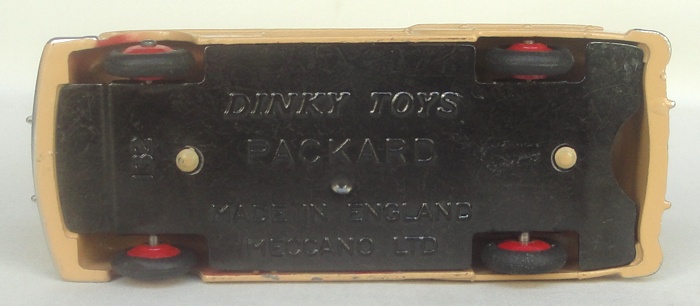 DINKY TOYS
PACKARD
132
MADE IN ENGLAND
MECCANO LTD